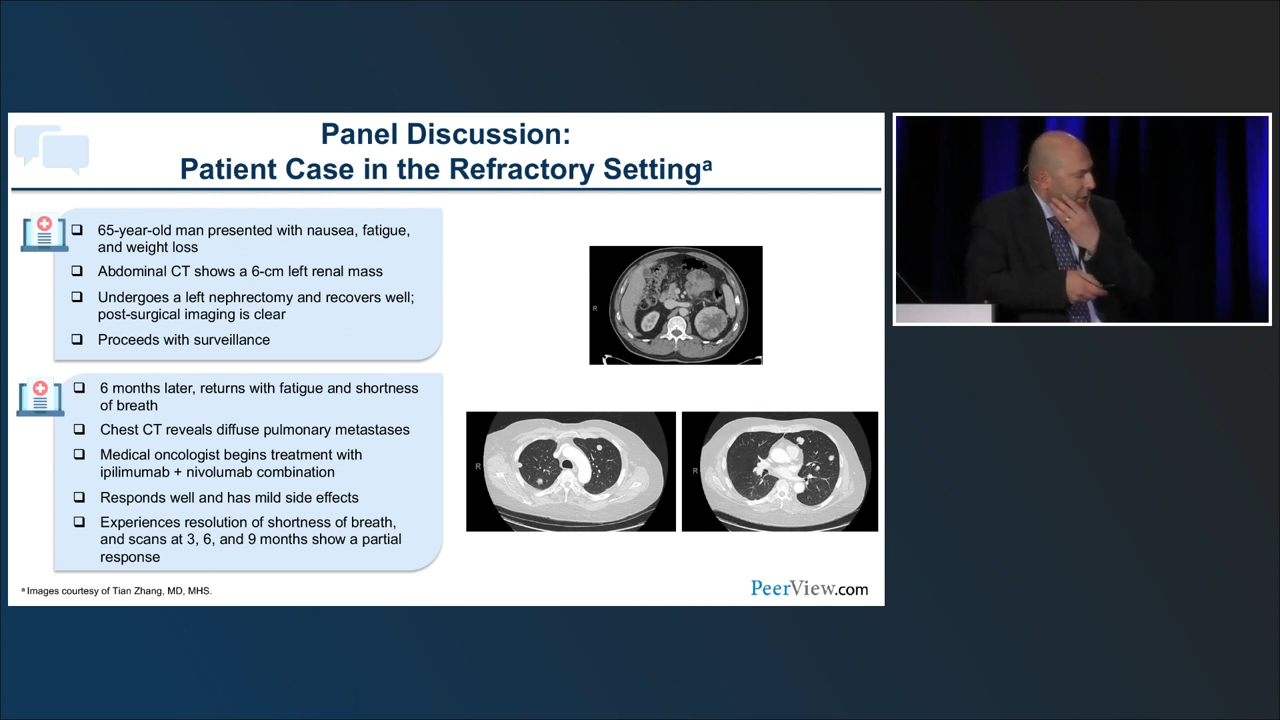 Panel Discussion:
Patient Case in the Refractory Settingᵃ
65-year-old man presented with nausea, fatigue,
and weight loss
Abdominal CT shows a 6-cm left renal mass
Undergoes a left nephrectomy and recovers well;
post-surgical imaging is clear
Proceeds with surveillance
6 months later, returns with fatigue and shortness
of breath
Chest CT reveals diffuse pulmonary metastases
Medical oncologist begins treatment with
ipilimumab + nivolumab combination
Responds well and has mild side effects
Experiences resolution of shortness of breath,
and scans at 3, 6, and 9 months show a partial
response
R
R
R
ᵃ Images courtesy of Tian Zhang, MD, MHS.
PeerView.com